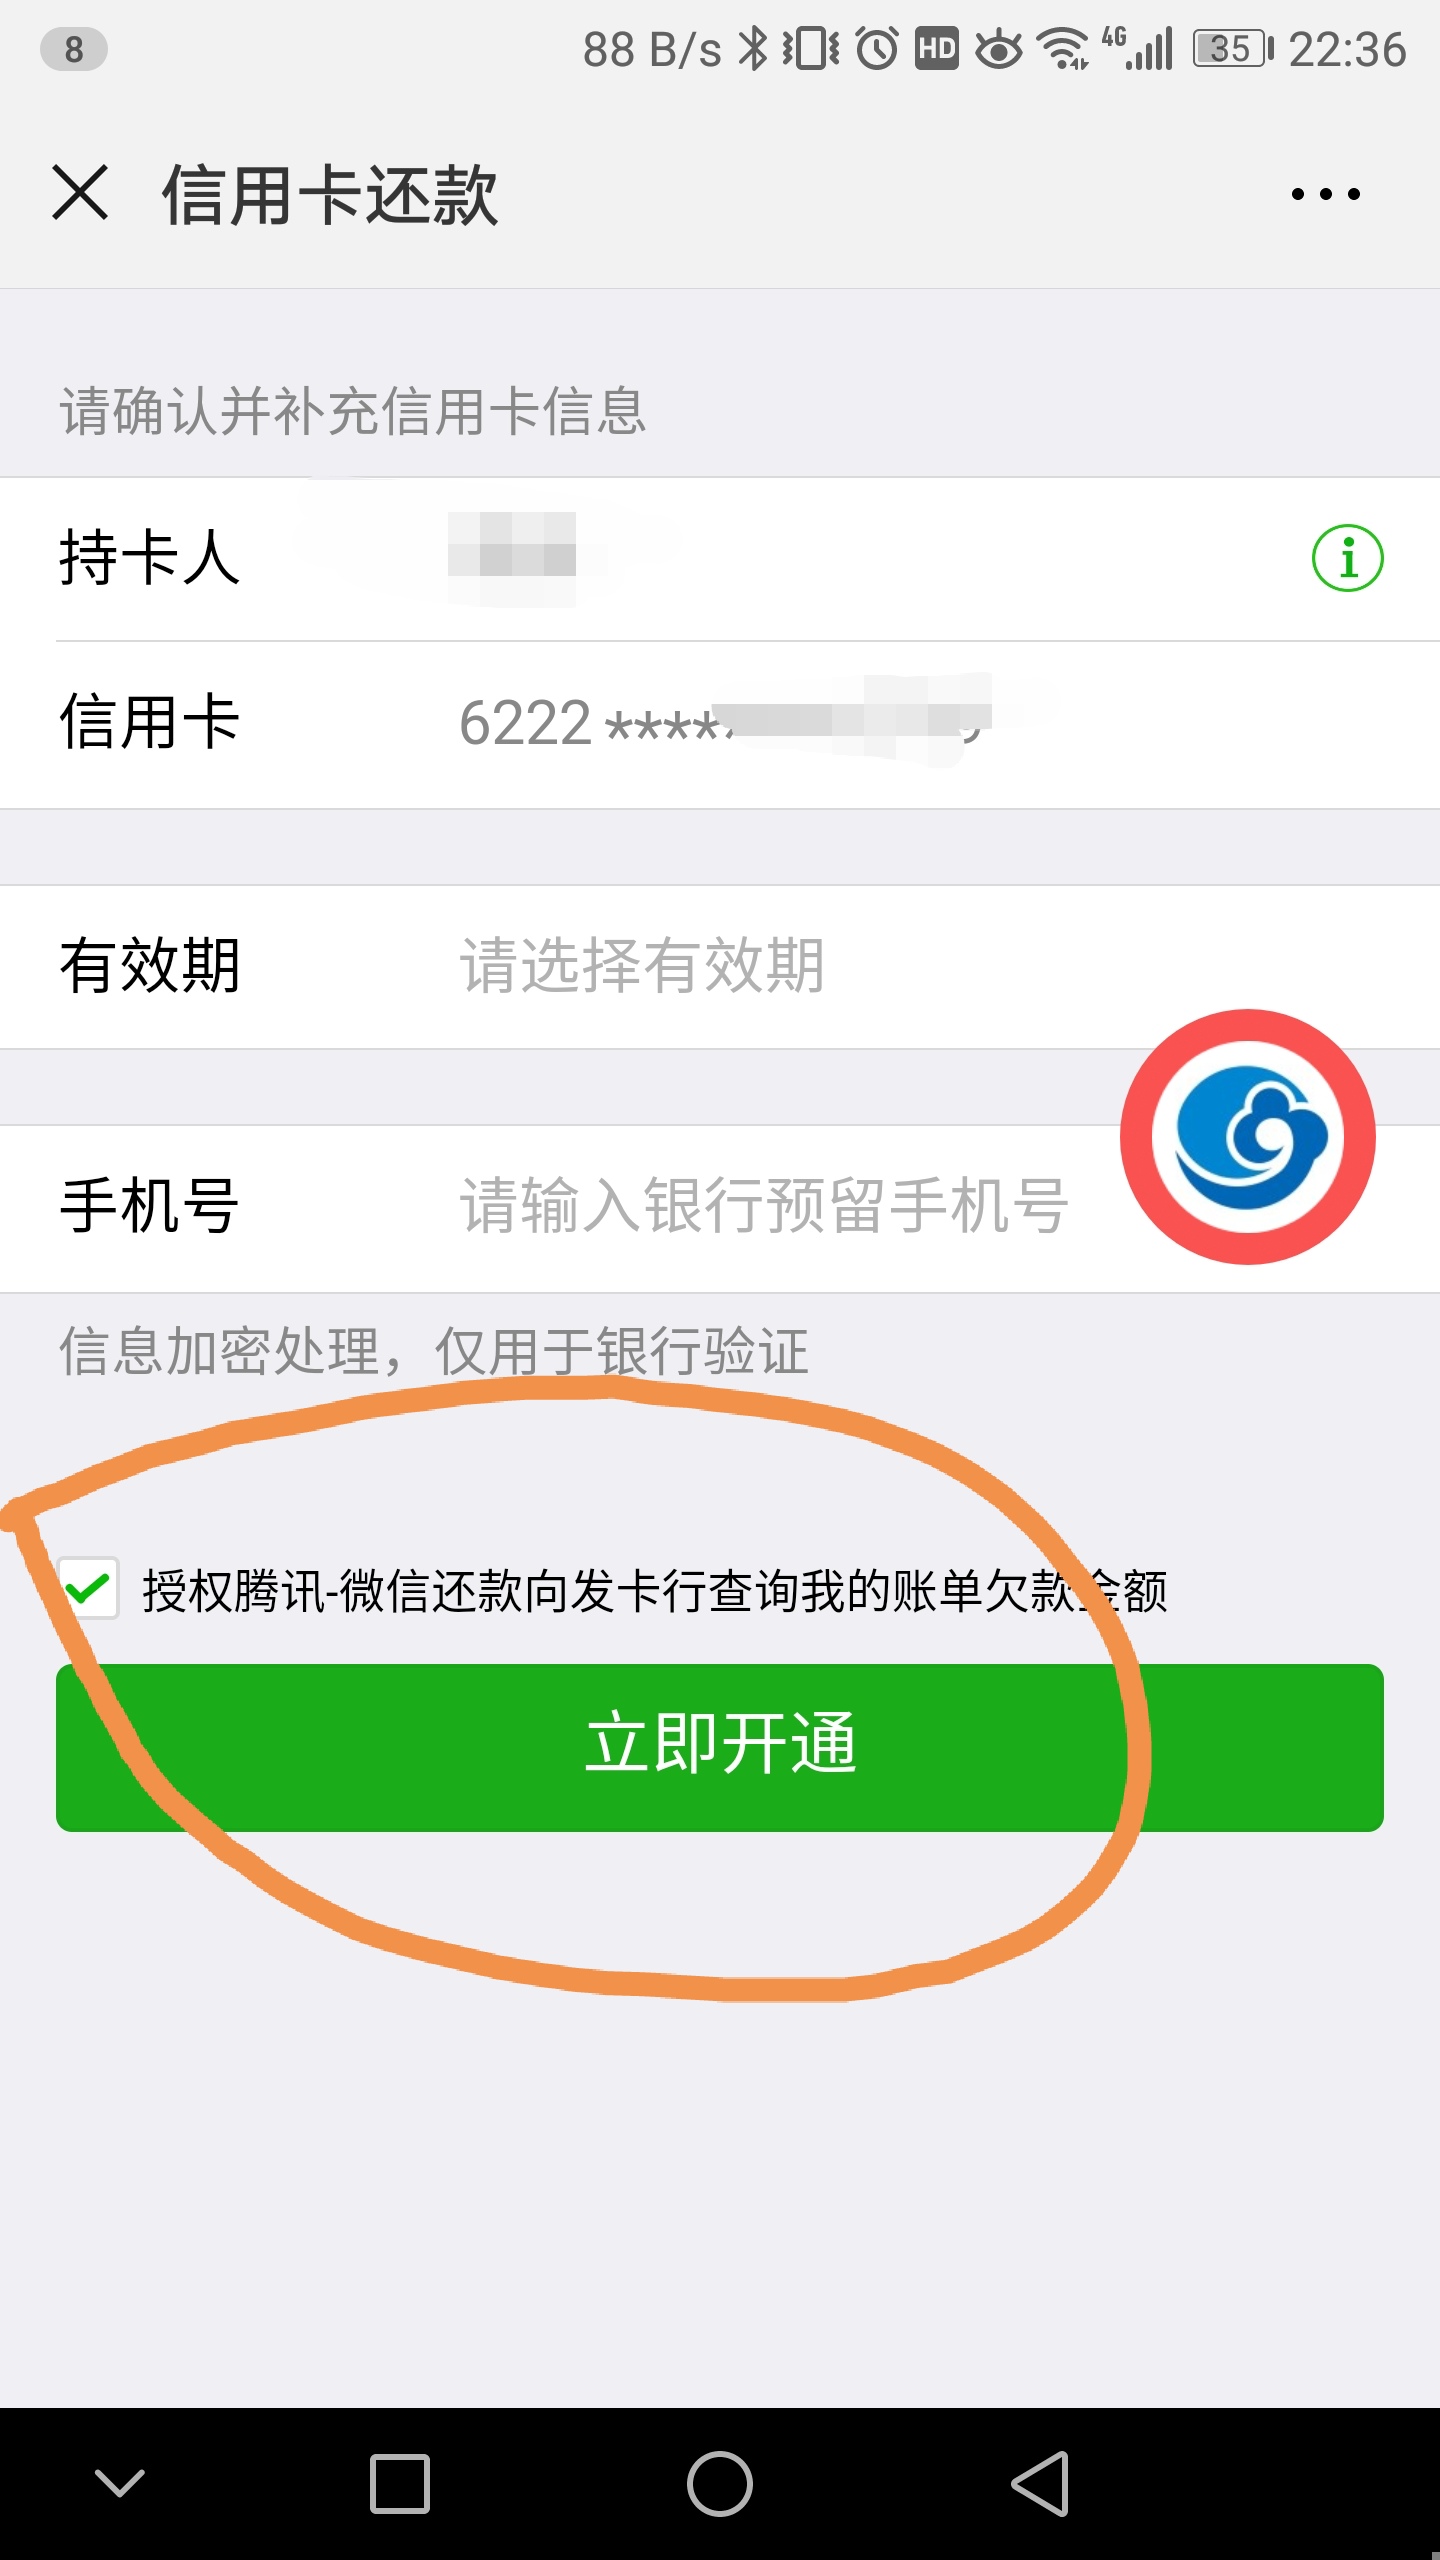 8 88 B/s HD 4G 35 22:36
信用卡还款
请确认并补充信用卡信息
持卡人
信用卡 6222 ****
有效期 请选择有效期
手机号 请输入银行预留手机号
信息加密处理，仅用于银行验证
授权腾讯-微信还款向发卡行查询我的账单欠款金额
立即开通